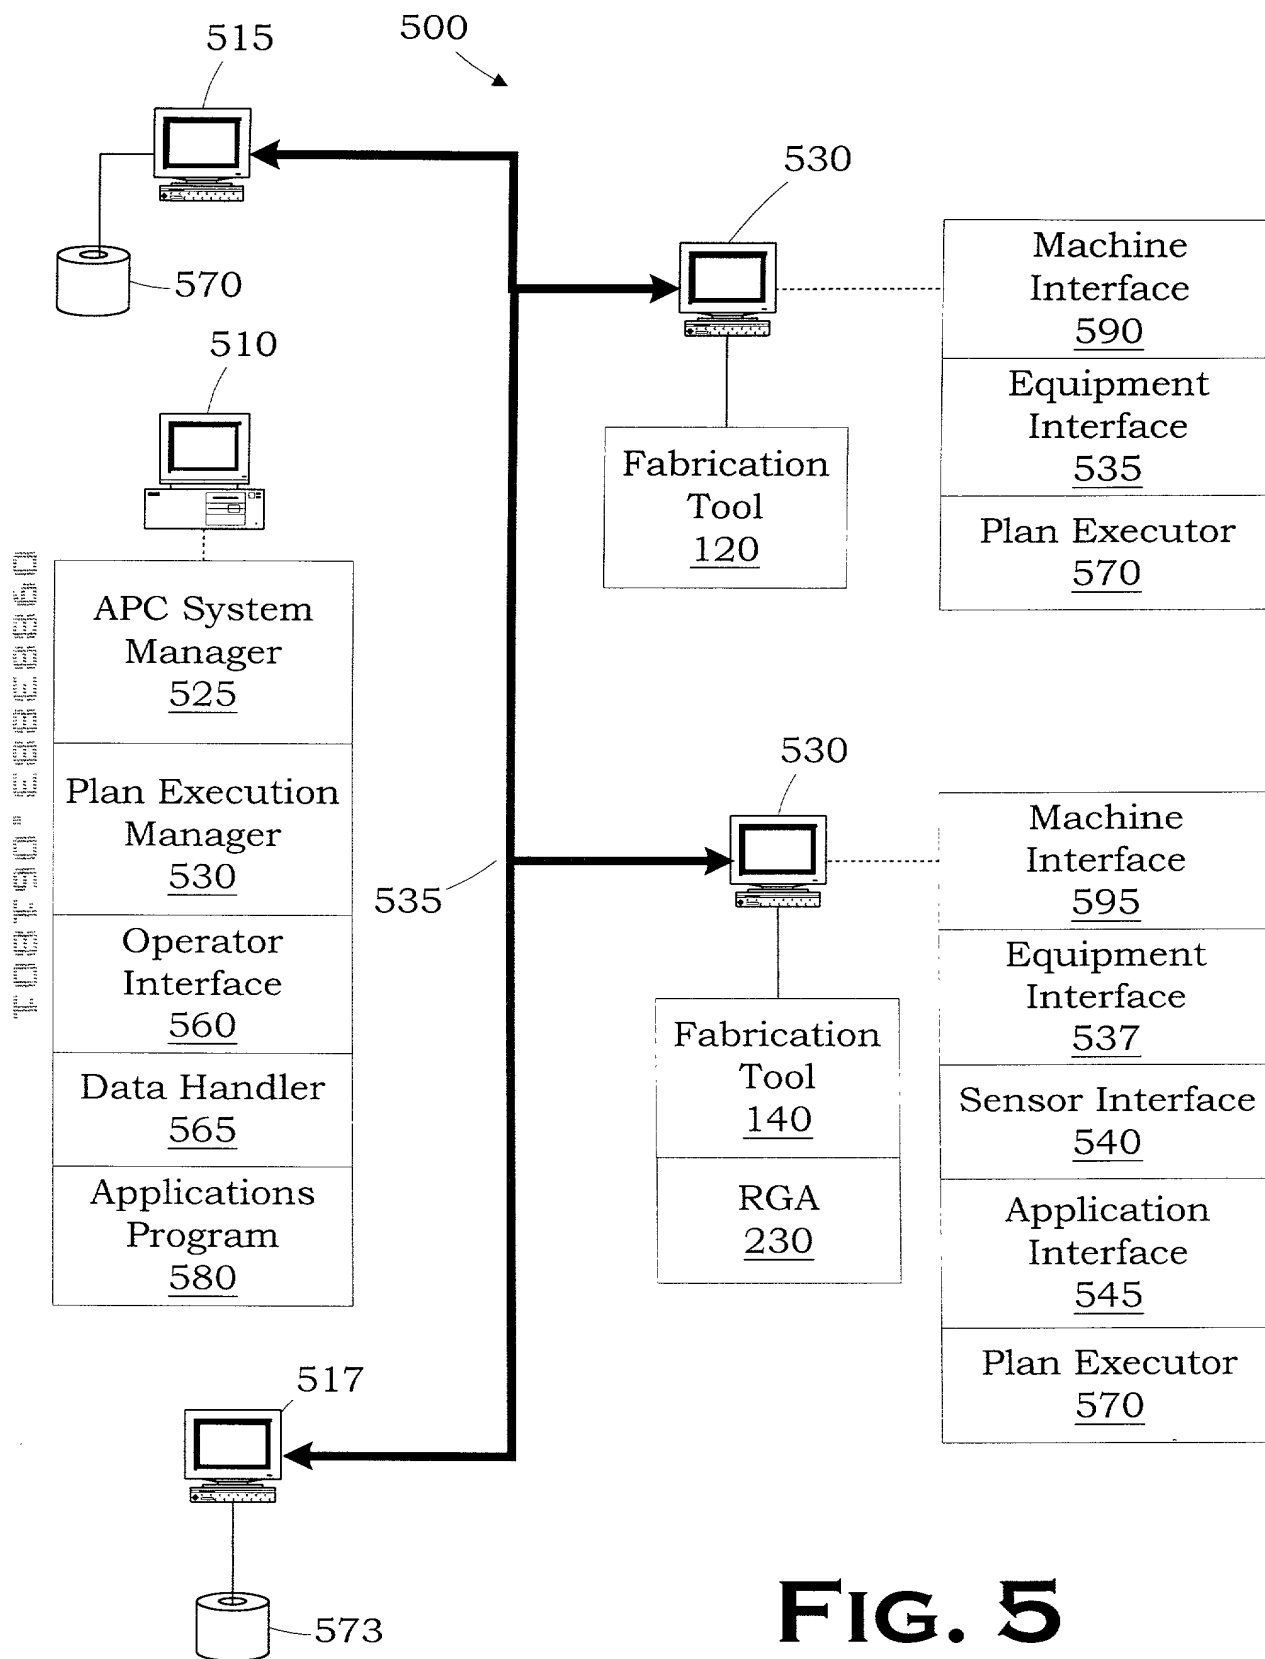 515
500
530
570
510
Machine
Interface
590
Equipment
Interface
535
Plan Executor
570
Fabrication
Tool
120
APC System
Manager
525
Plan Execution
Manager
530
Operator
Interface
560
Data Handler
565
Applications
Program
580
535
530
Machine
Interface
595
Equipment
Interface
537
Sensor Interface
540
Application
Interface
545
Plan Executor
570
Fabrication
Tool
140
RGA
230
517
573
FIG. 5